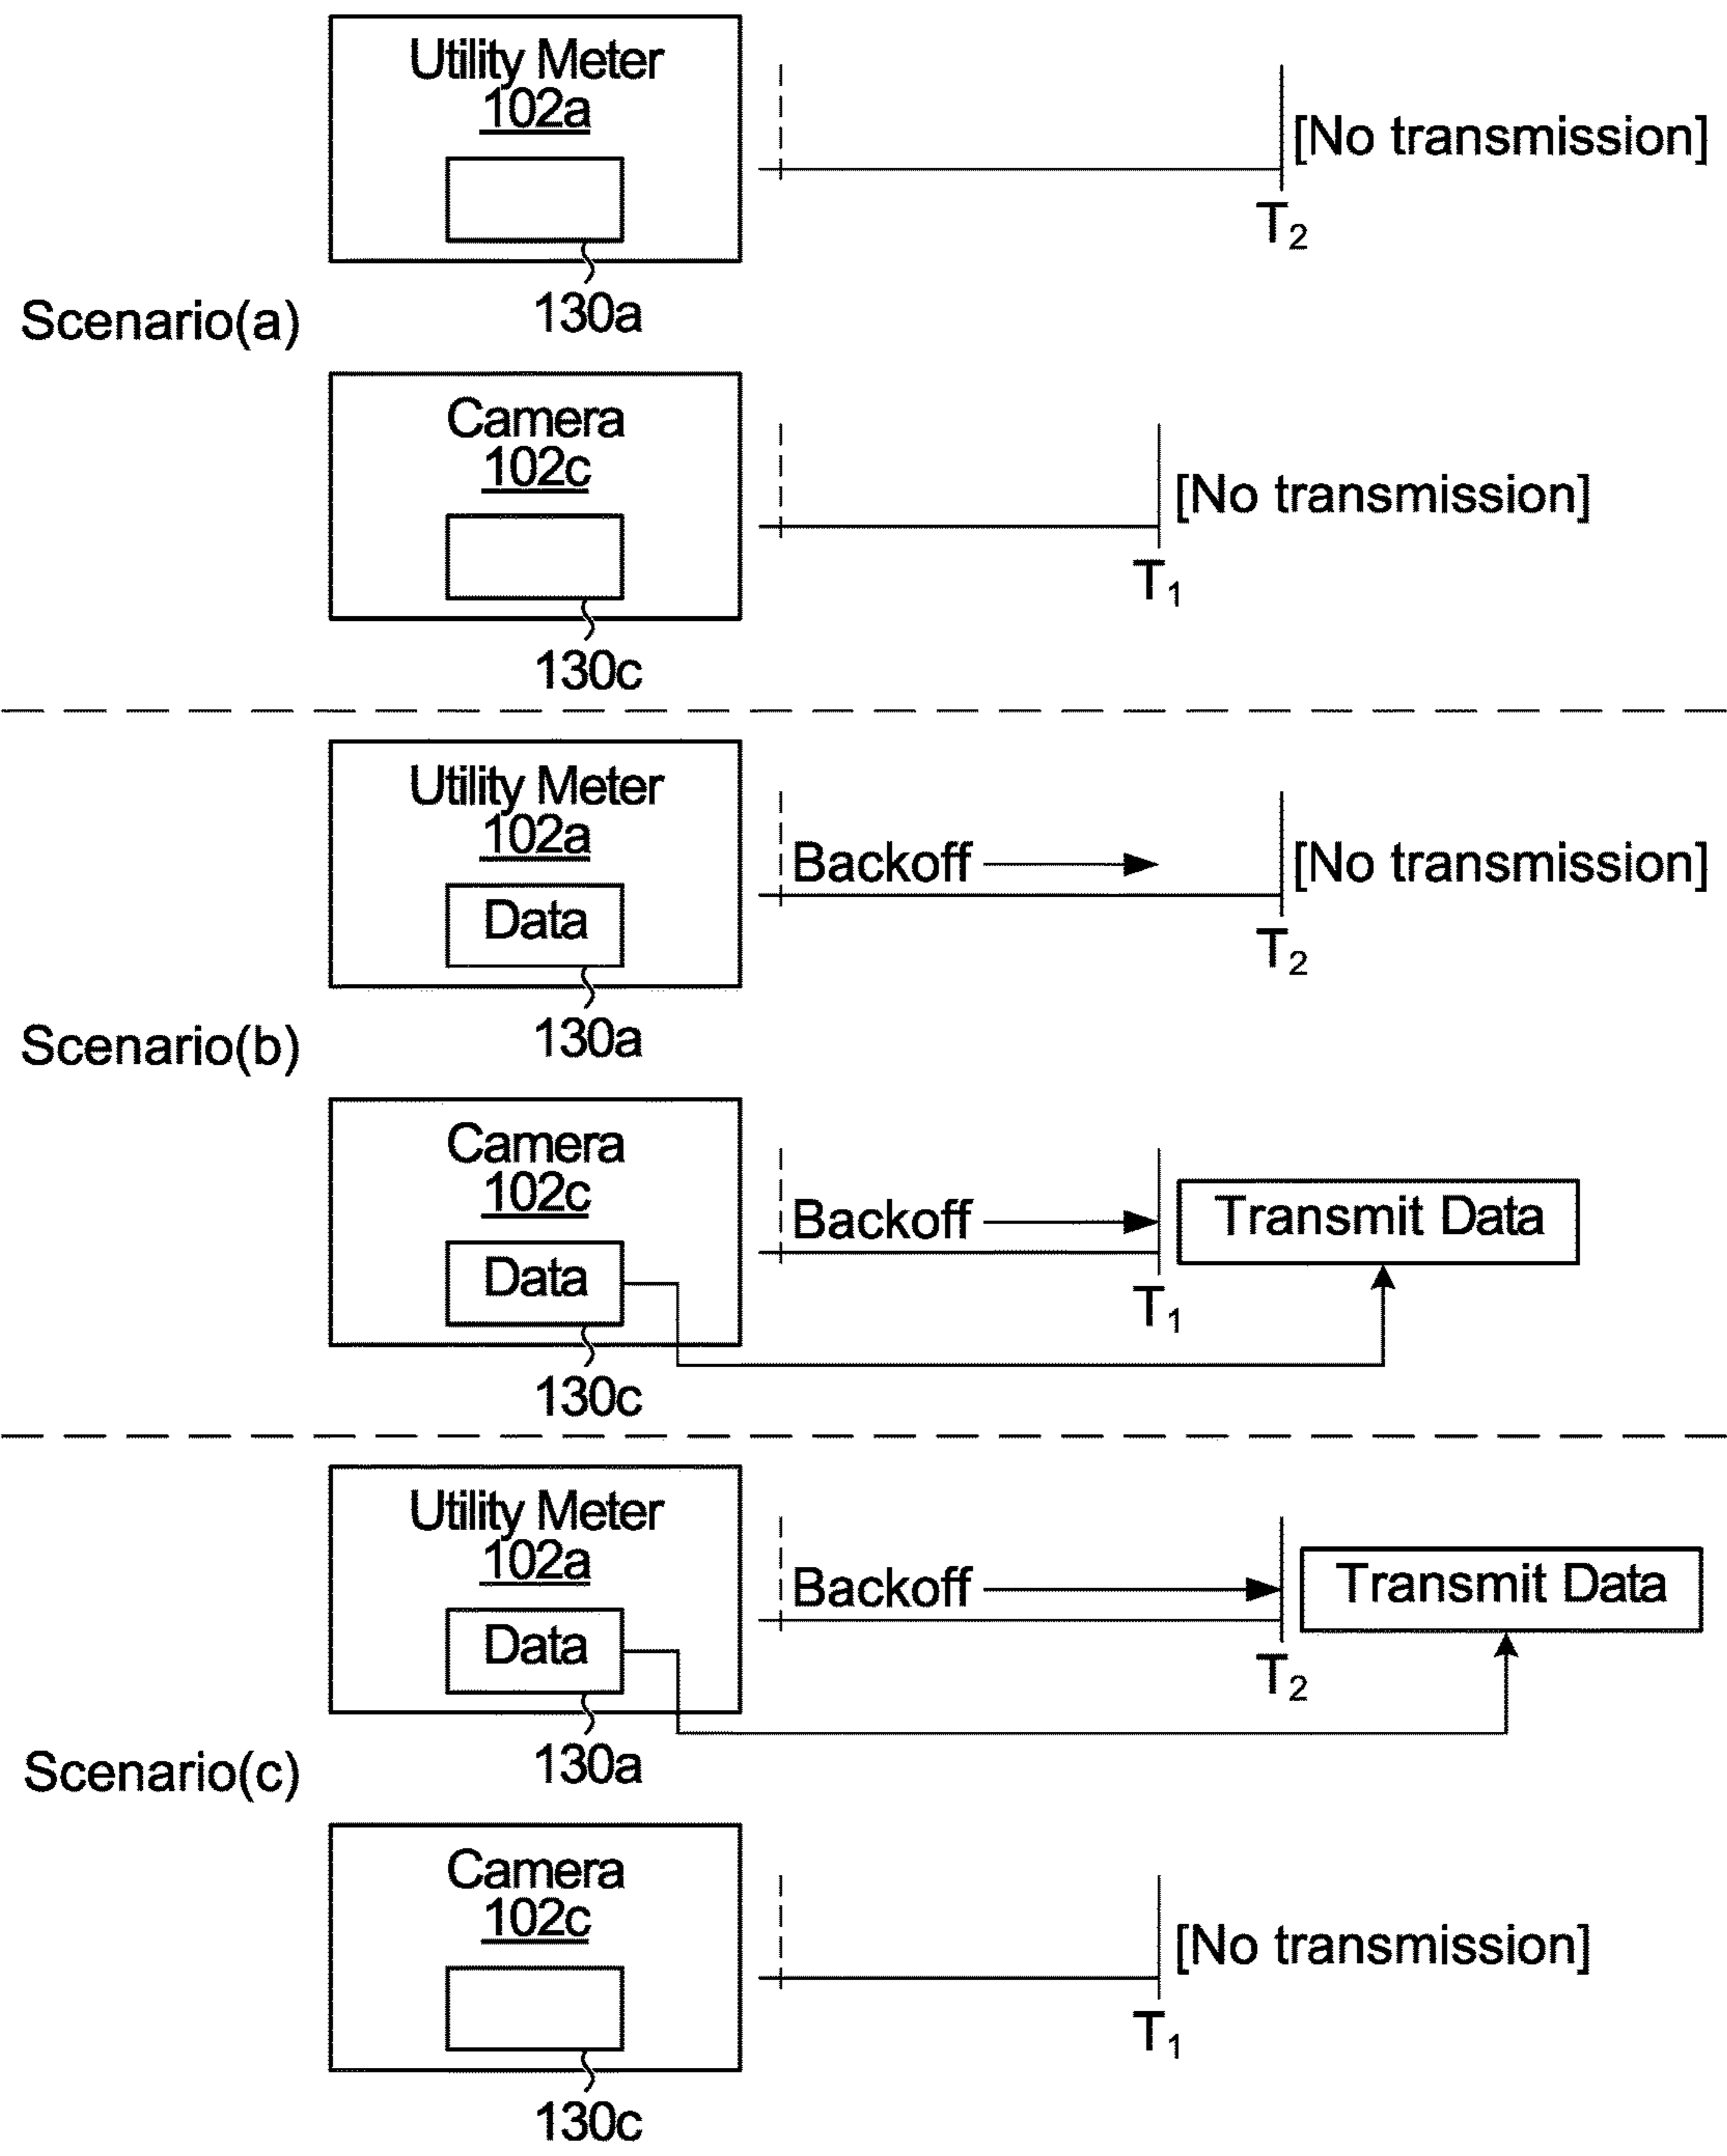 Utility Meter
102a
[No transmission]
T2
130a
Scenario(a)
Camera
102c
[No transmission]
T1
130c
Utility Meter
102a
Backoff
[No transmission]
Data
T2
130a
Scenario(b)
Camera
102c
Backoff
Transmit Data
Data
T1
130c
Utility Meter
102a
Backoff
Transmit Data
Data
T2
130a
Scenario(c)
Camera
102c
[No transmission]
T1
130c